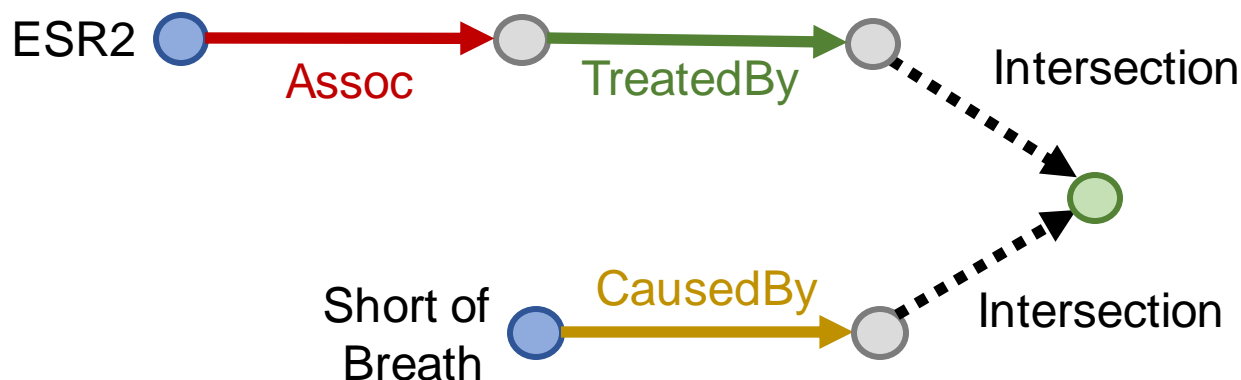 ESR2
Assoc
TreatedBy
Intersection
Short of
Breath
CausedBy
Intersection